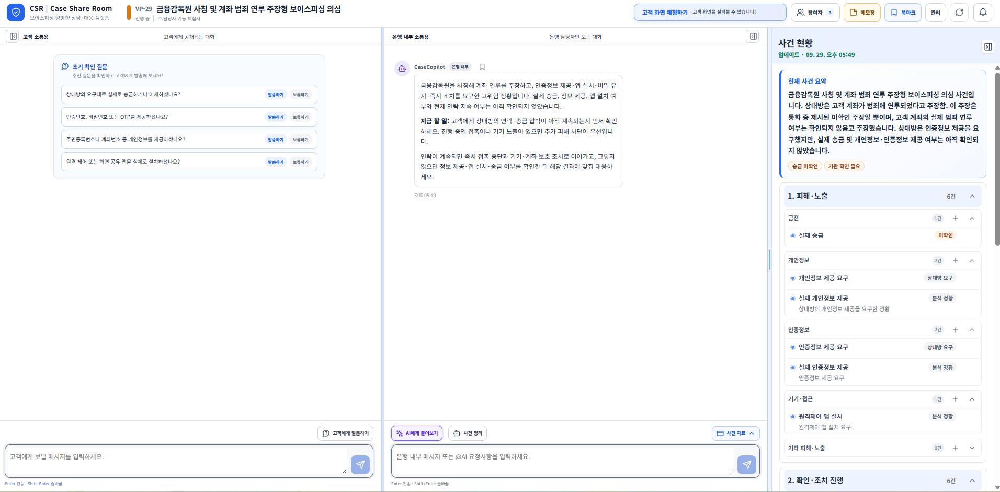 CSR | Case Share Room
보이스피싱 양방향 상담·대응 플랫폼
VP-29 금융감독원 사칭 및 계좌 범죄 연루 주장형 보이스피싱 의심
진행 중 | 주 담당자 기능 체험자
고객 화면 체험하기 · 고객 화면을 살펴볼 수 있습니다!
참여자 3
메모장
북마크
관리
고객 소통용
고객에게 공개되는 대화
초기 확인 질문
추천 질문을 확인하고 고객에게 발송해 보세요!
상대방의 요구대로 실제로 송금하거나 이체하셨나요? 발송하기 보류하기
인증번호, 비밀번호 또는 OTP를 제공하셨나요? 발송하기 보류하기
주민등록번호나 계좌번호 등 개인정보를 제공하셨나요? 발송하기 보류하기
원격 제어 또는 화면 공유 앱을 실제로 설치하셨나요? 발송하기 보류하기
고객에게 질문하기
고객에게 보낼 메시지를 입력하세요.
Enter 전송 · Shift+Enter 줄바꿈
은행 내부 소통용
은행 담당자만 보는 대화
CaseCopilot 은행 내부
금융감독원을 사칭해 계좌 연루를 주장하고, 인증정보 제공·앱 설치·비밀 유
지·즉시 조치를 요구한 고위험 정황입니다. 실제 송금, 정보 제공, 앱 설치 여
부와 현재 연락 지속 여부는 아직 확인되지 않았습니다.
지금 할 일: 고객에게 상대방의 연락·송금 압박이 아직 계속되는지 먼저 확인
하세요. 진행 중인 접촉이나 기기 노출이 있으면 추가 피해 차단이 우선입니
다.
연락이 계속되면 즉시 접촉 중단과 기기·계좌 보호 조치로 이어가고, 그렇지
않으면 정보 제공·앱 설치·송금 여부를 확인한 뒤 해당 결과에 맞춰 대응하
세요.
오후 05:49
AI에게 물어보기
사건 정리
사건 자료
은행 내부 메시지 또는 @AI 요청사항을 입력하세요.
Enter 전송 · Shift+Enter 줄바꿈
사건 현황
업데이트 · 09. 29. 오후 05:49
현재 사건 요약
금융감독원 사칭 및 계좌 범죄 연루 주장형 보이스피싱 의심 사건입
니다. 상대방은 고객 계좌가 범죄에 연루되었다고 주장함. 이 주장은
통화 중 제시된 미확인 주장일 뿐이며, 고객 계좌의 실제 범죄 연루
여부는 확인되지 않음고 주장했습니다. 상대방은 인증정보 제공을 요
구했지만, 실제 송금 및 개인정보·인증정보 제공 여부는 아직 확인되
지 않았습니다.
송금 미확인 기관 확인 필요
1. 피해·노출 6건
금전 1건
실제 송금 미확인
개인정보 2건
개인정보 제공 요구 상대방 요구
실제 개인정보 제공 분석 정황
상대방이 개인정보 제공을 요구한 정황
인증정보 2건
인증정보 제공 요구 상대방 요구
실제 인증정보 제공 분석 정황
인증정보 제공 요구
기기·접근 1건
원격제어 앱 설치 분석 정황
원격제어 앱 설치 요구
기타 피해·노출 0건
2. 확인·조치 진행 6건